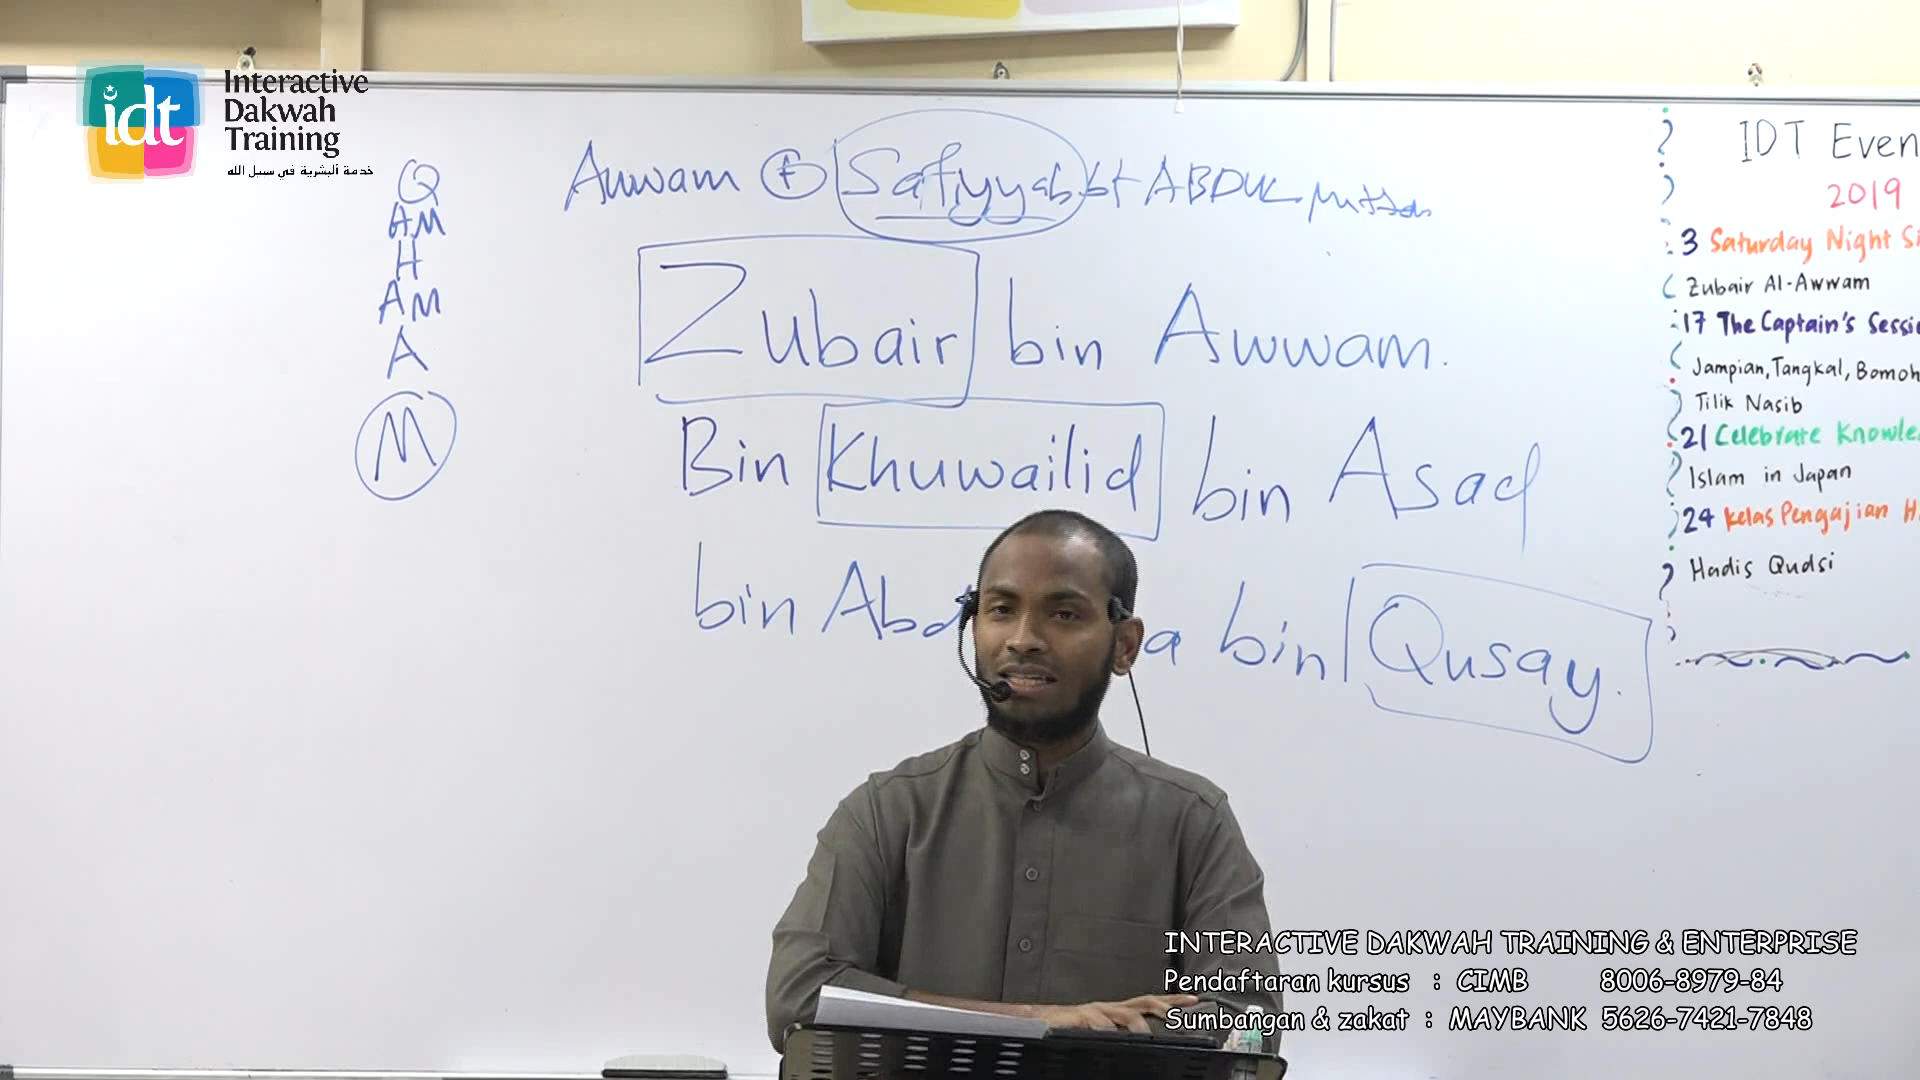 idt
Interactive
Dakwah
Training
خدمة البشرية في سبيل الله
Q
AM
H
AM
A
M
Awwam + Safiyyah bt ABDUL
Zubair bin Awwam.
Bin Khuwailid bin Asad
bin bin Qusay.
IDT Even
2019
3 Saturday Night
Zubair Al-Awwam
17 The Captain's Sessi
Jampian, Tangkal, Bomoh
Tilik Nasib
21 Celebrate Knowle
Islam in Japan
24 Kelas Pengajian H
Hadis Qudsi
INTERACTIVE DAKWAH TRAINING & ENTERPRISE
Pendaftaran kursus : CIMB 8006-8979-84
Sumbangan & zakat : MAYBANK 5626-7421-7848